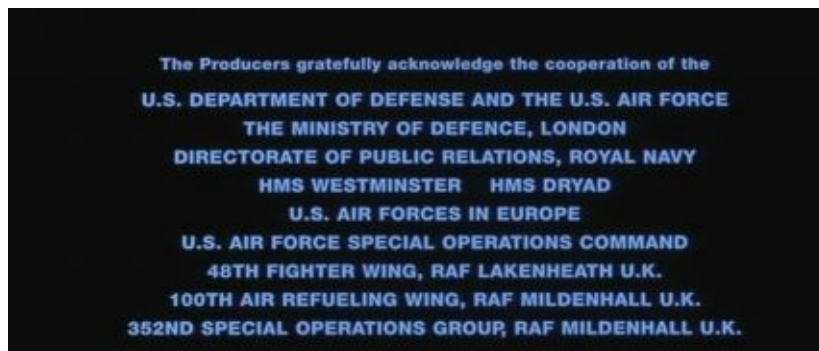 The Producers gratefully acknowledge the cooperation of the
U.S. DEPARTMENT OF DEFENSE AND THE U.S. AIR FORCE
THE MINISTRY OF DEFENCE, LONDON
DIRECTORATE OF PUBLIC RELATIONS, ROYAL NAVY
HMS WESTMINSTER HMS DRYAD
U.S. AIR FORCES IN EUROPE
U.S. AIR FORCE SPECIAL OPERATIONS COMMAND
48TH FIGHTER WING, RAF LAKENHEATH U.K.
100TH AIR REFUELING WING, RAF MILDENHALL U.K.
352ND SPECIAL OPERATIONS GROUP, RAF MILDENHALL U.K.